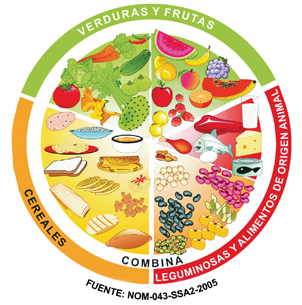 VERDURAS Y FRUTAS
CEREALES
COMBINA
LEGUMINOSAS Y ALIMENTOS DE ORIGEN ANIMAL
FUENTE: NOM-043-SSA2-2005